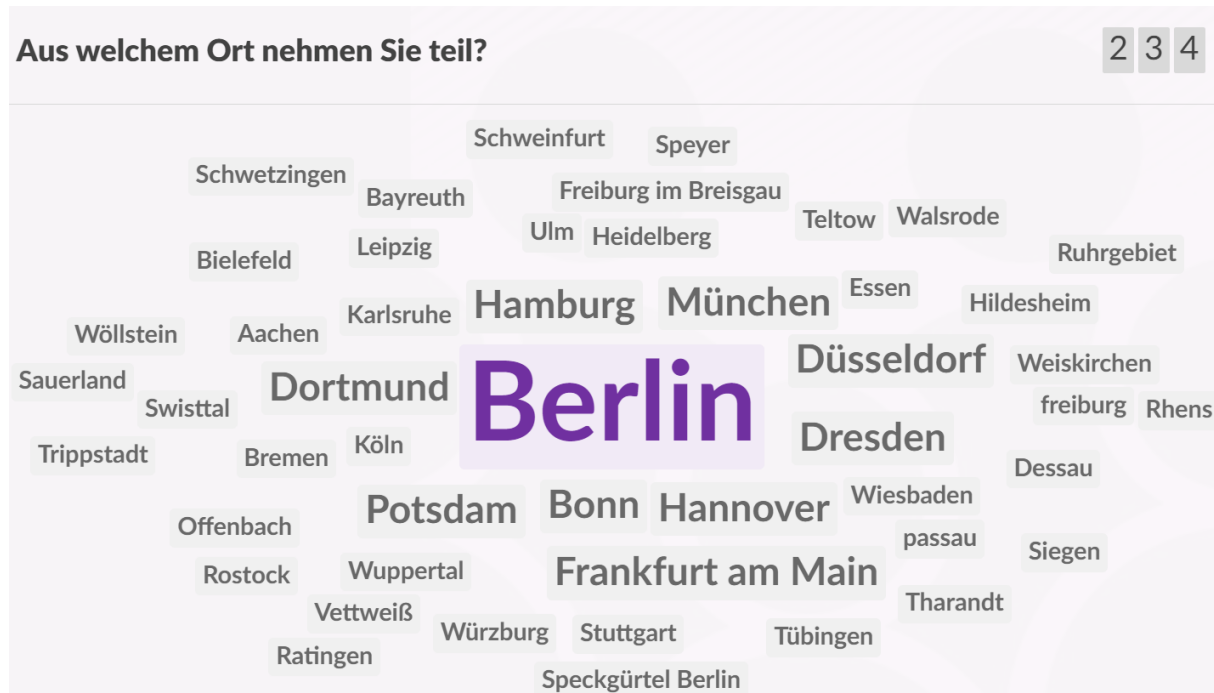 Aus welchem Ort nehmen Sie teil?
2 3 4
Schweinfurt
Speyer
Schwetzingen
Bayreuth
Freiburg im Breisgau
Teltow
Walsrode
Ulm
Heidelberg
Bielefeld
Leipzig
Ruhrgebiet
Hamburg
München
Essen
Hildesheim
Karlsruhe
Wöllstein
Aachen
Sauerland
Swisttal
Dortmund
Berlin
Düsseldorf
Weiskirchen
freiburg
Rhens
Trippstadt
Bremen
Köln
Dresden
Dessau
Potsdam
Bonn
Hannover
Wiesbaden
Offenbach
passau
Siegen
Rostock
Wuppertal
Frankfurt am Main
Tharandt
Vettweiß
Würzburg
Stuttgart
Tübingen
Ratingen
Speckgürtel Berlin